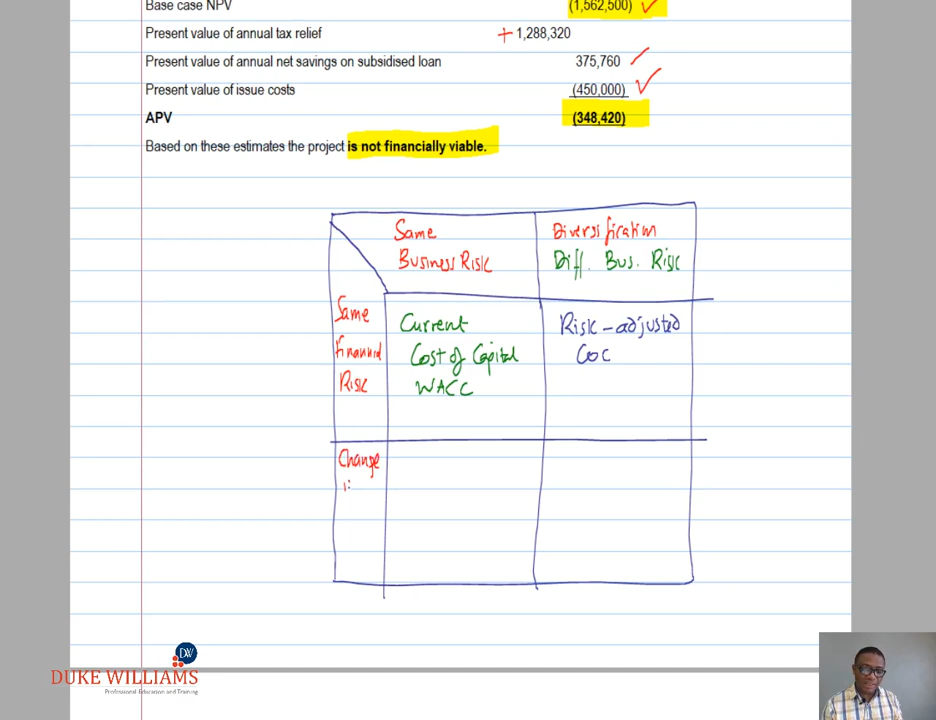 Base case NPV (1,562,500)
Present value of annual tax relief + 1,288,320
Present value of annual net savings on subsidised loan 375,760
Present value of issue costs (450,000)
APV (348,420)
Based on these estimates the project is not financially viable.
Same
Business Risk
Diversification
Diff. Bus. Risk
Same
Financial
Risk
Current
Cost of Capital
WACC
Risk-adjusted
COC
Change
DW
DUKE WILLIAMS
Professional Education and Training